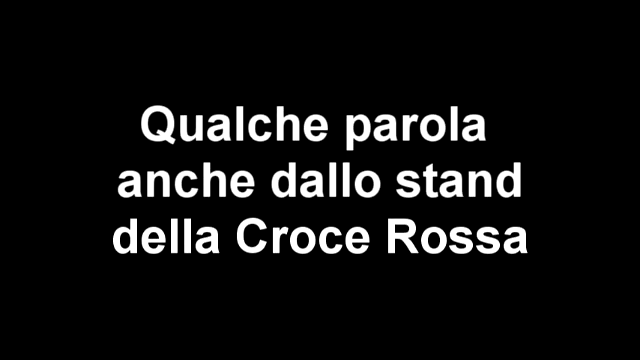 Qualche parola
anche dallo stand
della Croce Rossa